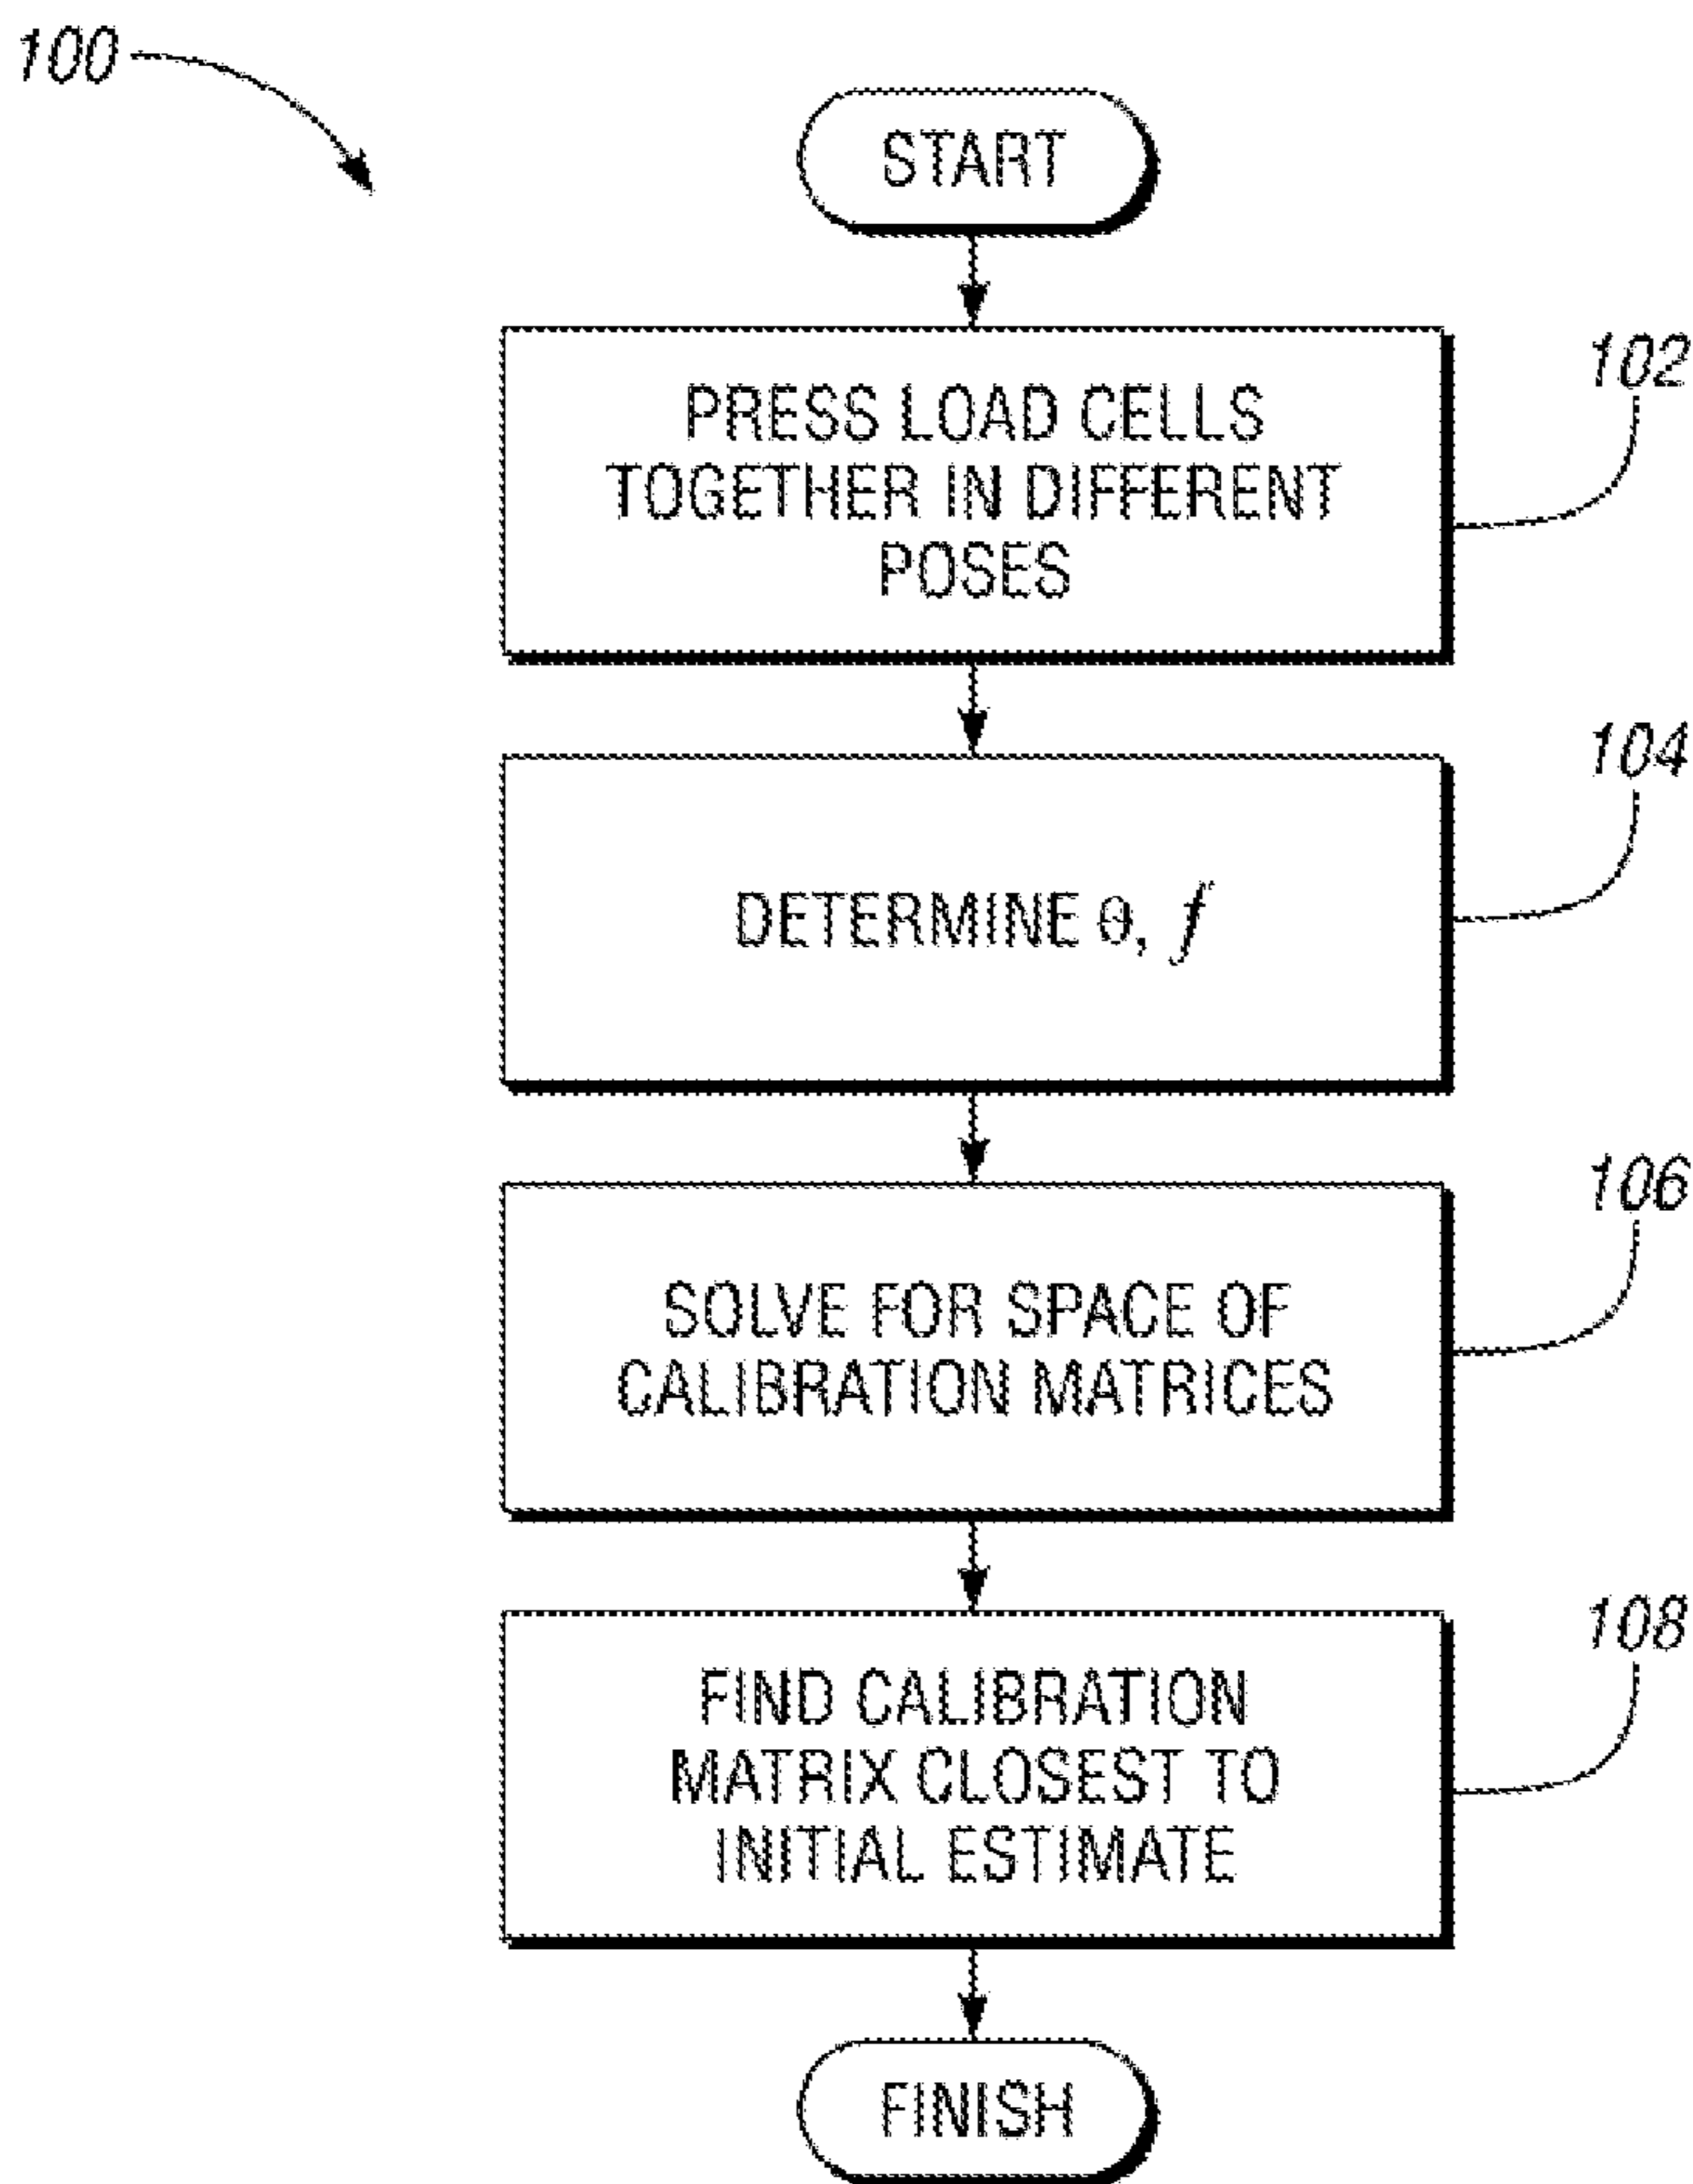 100
START
PRESS LOAD CELLS
TOGETHER IN DIFFERENT
POSES
102
DETERMINE θ, f
104
SOLVE FOR SPACE OF
CALIBRATION MATRICES
106
FIND CALIBRATION
MATRIX CLOSEST TO
INITIAL ESTIMATE
108
FINISH